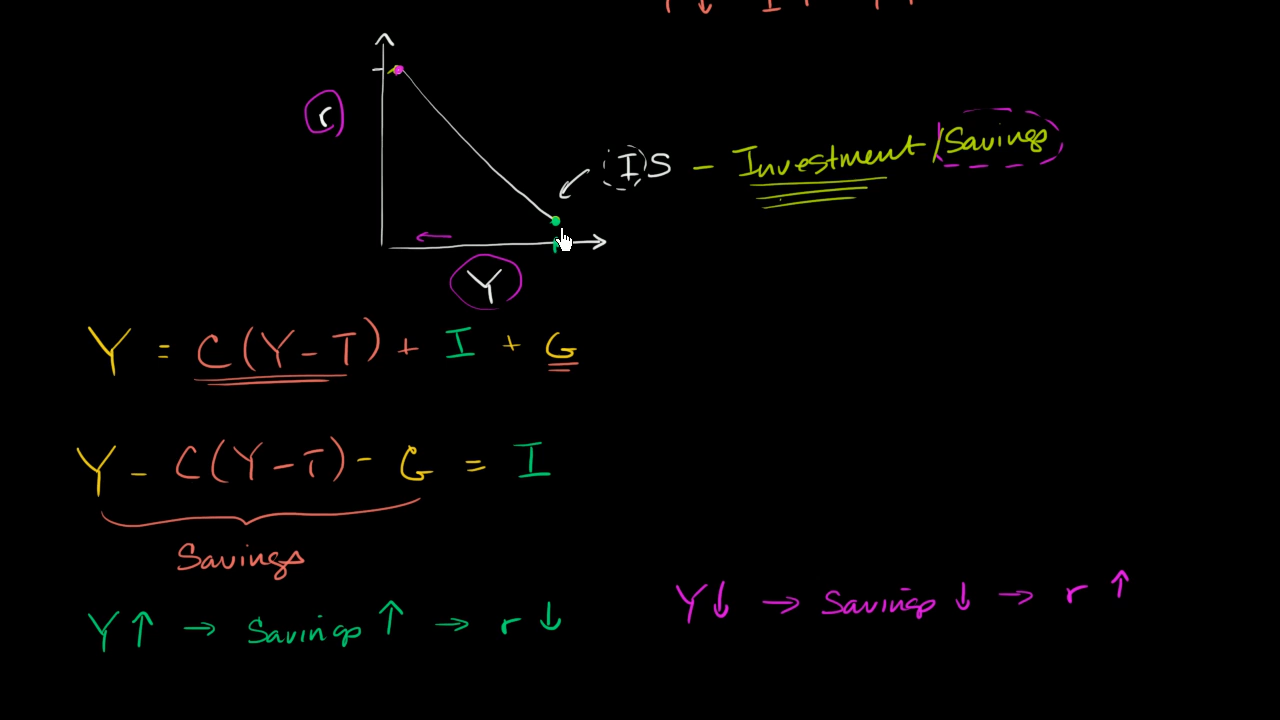 r
IS - Investment/Savings
Y
Y = C(Y-T) + I + G
Y - C(Y-T) - G = I
Savings
Y↑ → Savings ↑ → r ↓
Y↓ → Savings ↓ → r ↑